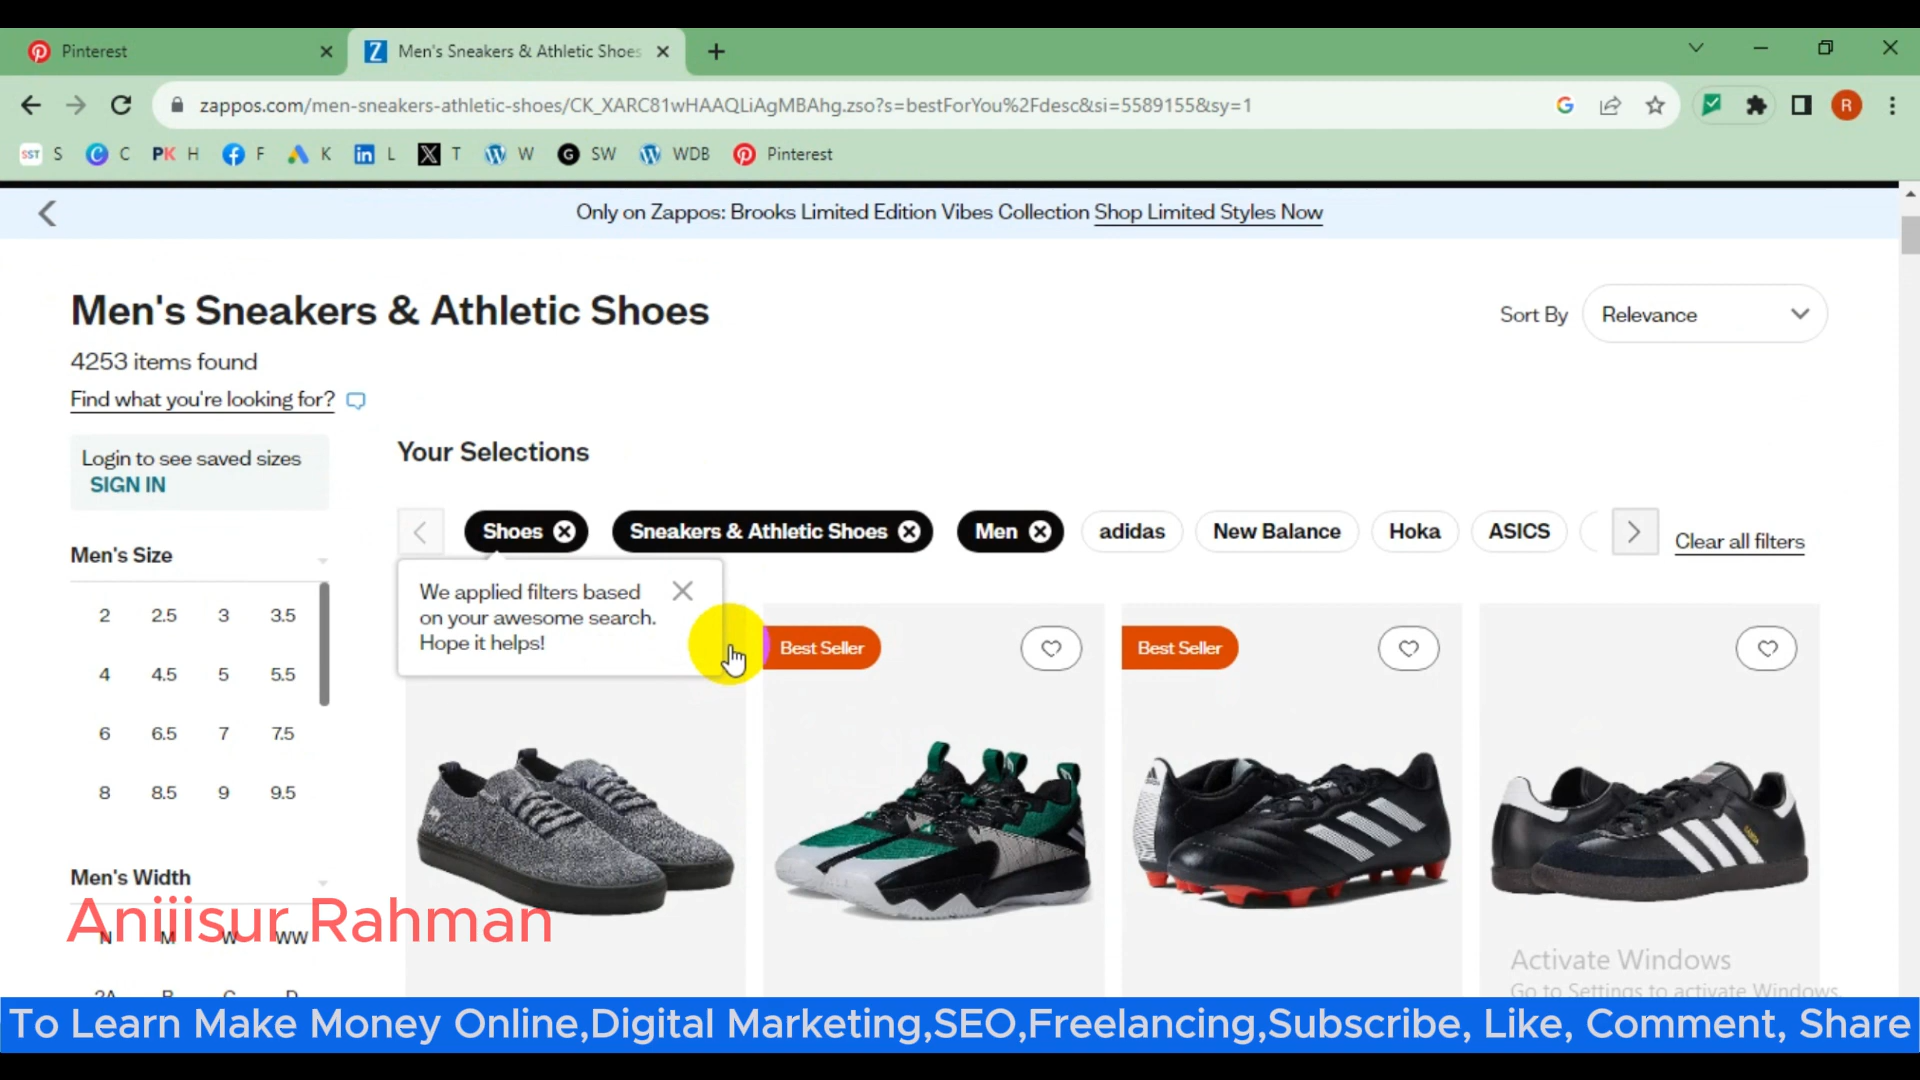 Pinterest
Men's Sneakers & Athletic Shoes
zappos.com/men-sneakers-athletic-shoes/CK_XARC81wHAAQLiAgMBAhg.zso?s=bestForYou%2Fdesc&si=5589155&sy=1
R
SST S C PK H F K in L X T W G SW WDB Pinterest
Only on Zappos: Brooks Limited Edition Vibes Collection Shop Limited Styles Now
Men's Sneakers & Athletic Shoes
Sort By Relevance
4253 items found
Find what you're looking for?
Login to see saved sizes
SIGN IN
Your Selections
Shoes
Sneakers & Athletic Shoes
Men
adidas
New Balance
Hoka
ASICS
Clear all filters
We applied filters based
on your awesome search.
Hope it helps!
Men's Size
2 2.5 3 3.5
4 4.5 5 5.5
6 6.5 7 7.5
8 8.5 9 9.5
Best Seller
Best Seller
Men's Width
N M W WW
2A B C D
Aniiisur Rahman
Activate Windows
Go to Settings to activate Windows.
To Learn Make Money Online,Digital Marketing,SEO,Freelancing,Subscribe, Like, Comment, Share